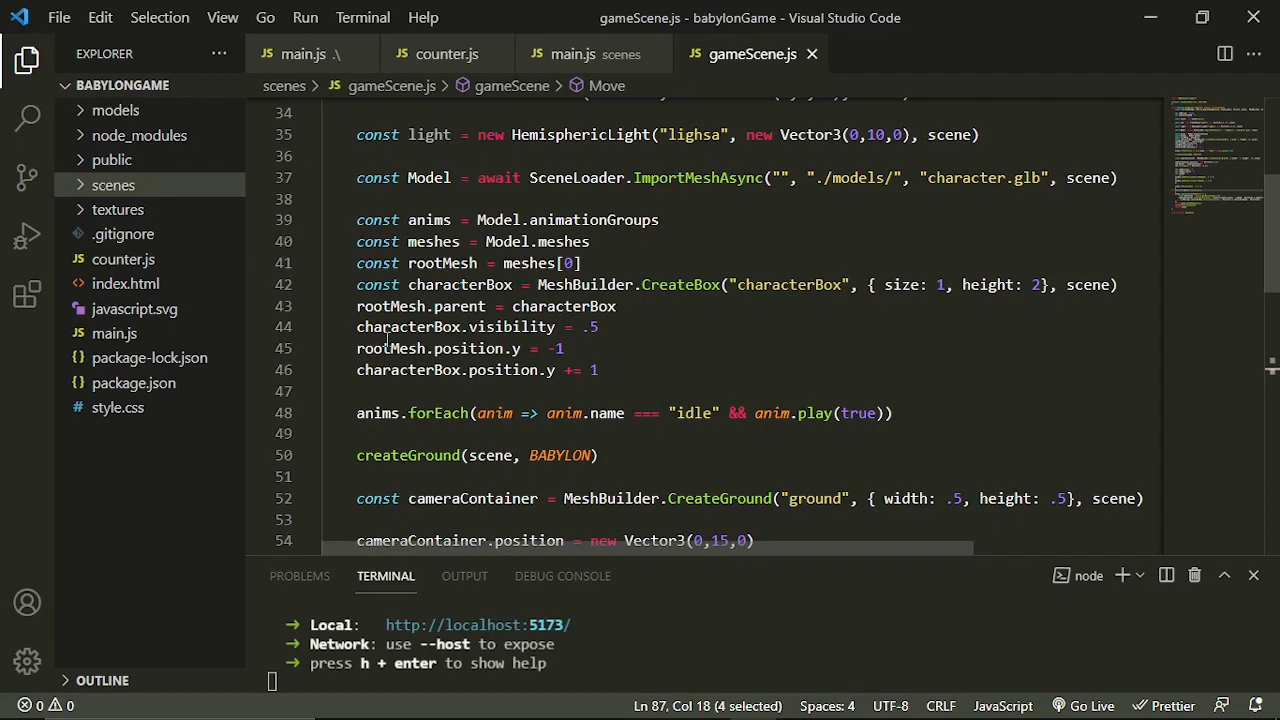 File Edit Selection View Go Run Terminal Help
gameScene.js - babylonGame - Visual Studio Code
EXPLORER
JS main.js .\
JS counter.js
JS main.js scenes
JS gameScene.js
BABYLONGAME
scenes > JS gameScene.js > gameScene > Move
models
node_modules
public
scenes
textures
.gitignore
JS counter.js
<> index.html
javascript.svg
JS main.js
{} package-lock.json
{} package.json
# style.css
OUTLINE
34
35 const light = new HemisphericLight("lighsa", new Vector3(0,10,0), scene)
36
37 const Model = await SceneLoader.ImportMeshAsync("", "./models/", "character.glb", scene)
38
39 const anims = Model.animationGroups
40 const meshes = Model.meshes
41 const rootMesh = meshes[0]
42 const characterBox = MeshBuilder.CreateBox("characterBox", { size: 1, height: 2}, scene)
43 rootMesh.parent = characterBox
44 characterBox.visibility = .5
45 rootMesh.position.y = -1
46 characterBox.position.y += 1
47
48 anims.forEach(anim => anim.name === "idle" && anim.play(true))
49
50 createGround(scene, BABYLON)
51
52 const cameraContainer = MeshBuilder.CreateGround("ground", { width: .5, height: .5}, scene)
53
54 cameraContainer.position = new Vector3(0,15,0)
PROBLEMS TERMINAL OUTPUT DEBUG CONSOLE
node
→ Local: http://localhost:5173/
→ Network: use --host to expose
→ press h + enter to show help
0 0
Ln 87, Col 18 (4 selected) Spaces: 4 UTF-8 CRLF JavaScript Go Live Prettier